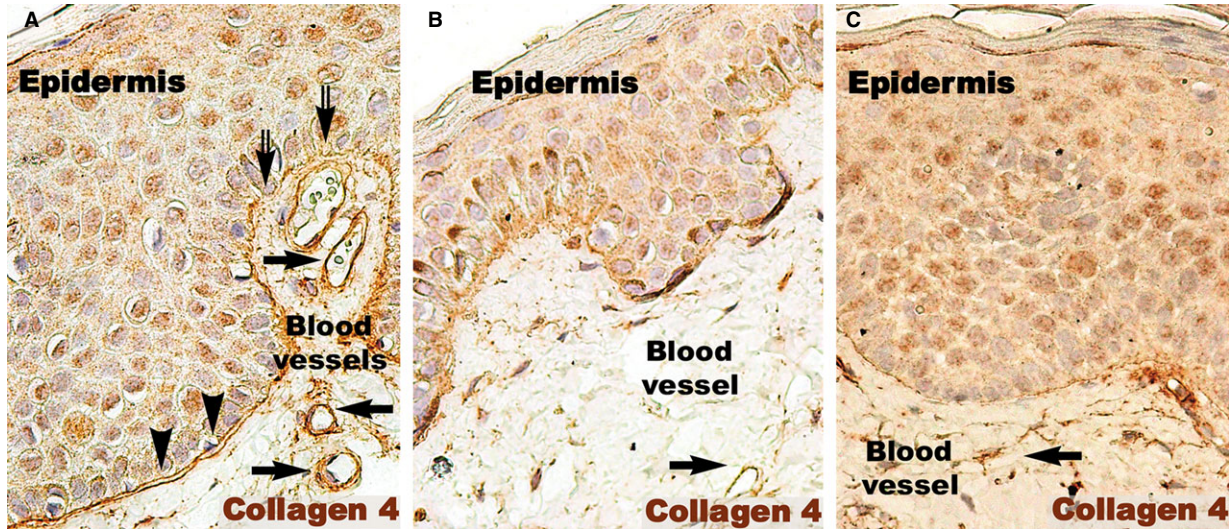 A
Epidermis
Blood
vessels
Collagen 4
B
Epidermis
Blood
vessel
Collagen 4
C
Epidermis
Blood
vessel
Collagen 4